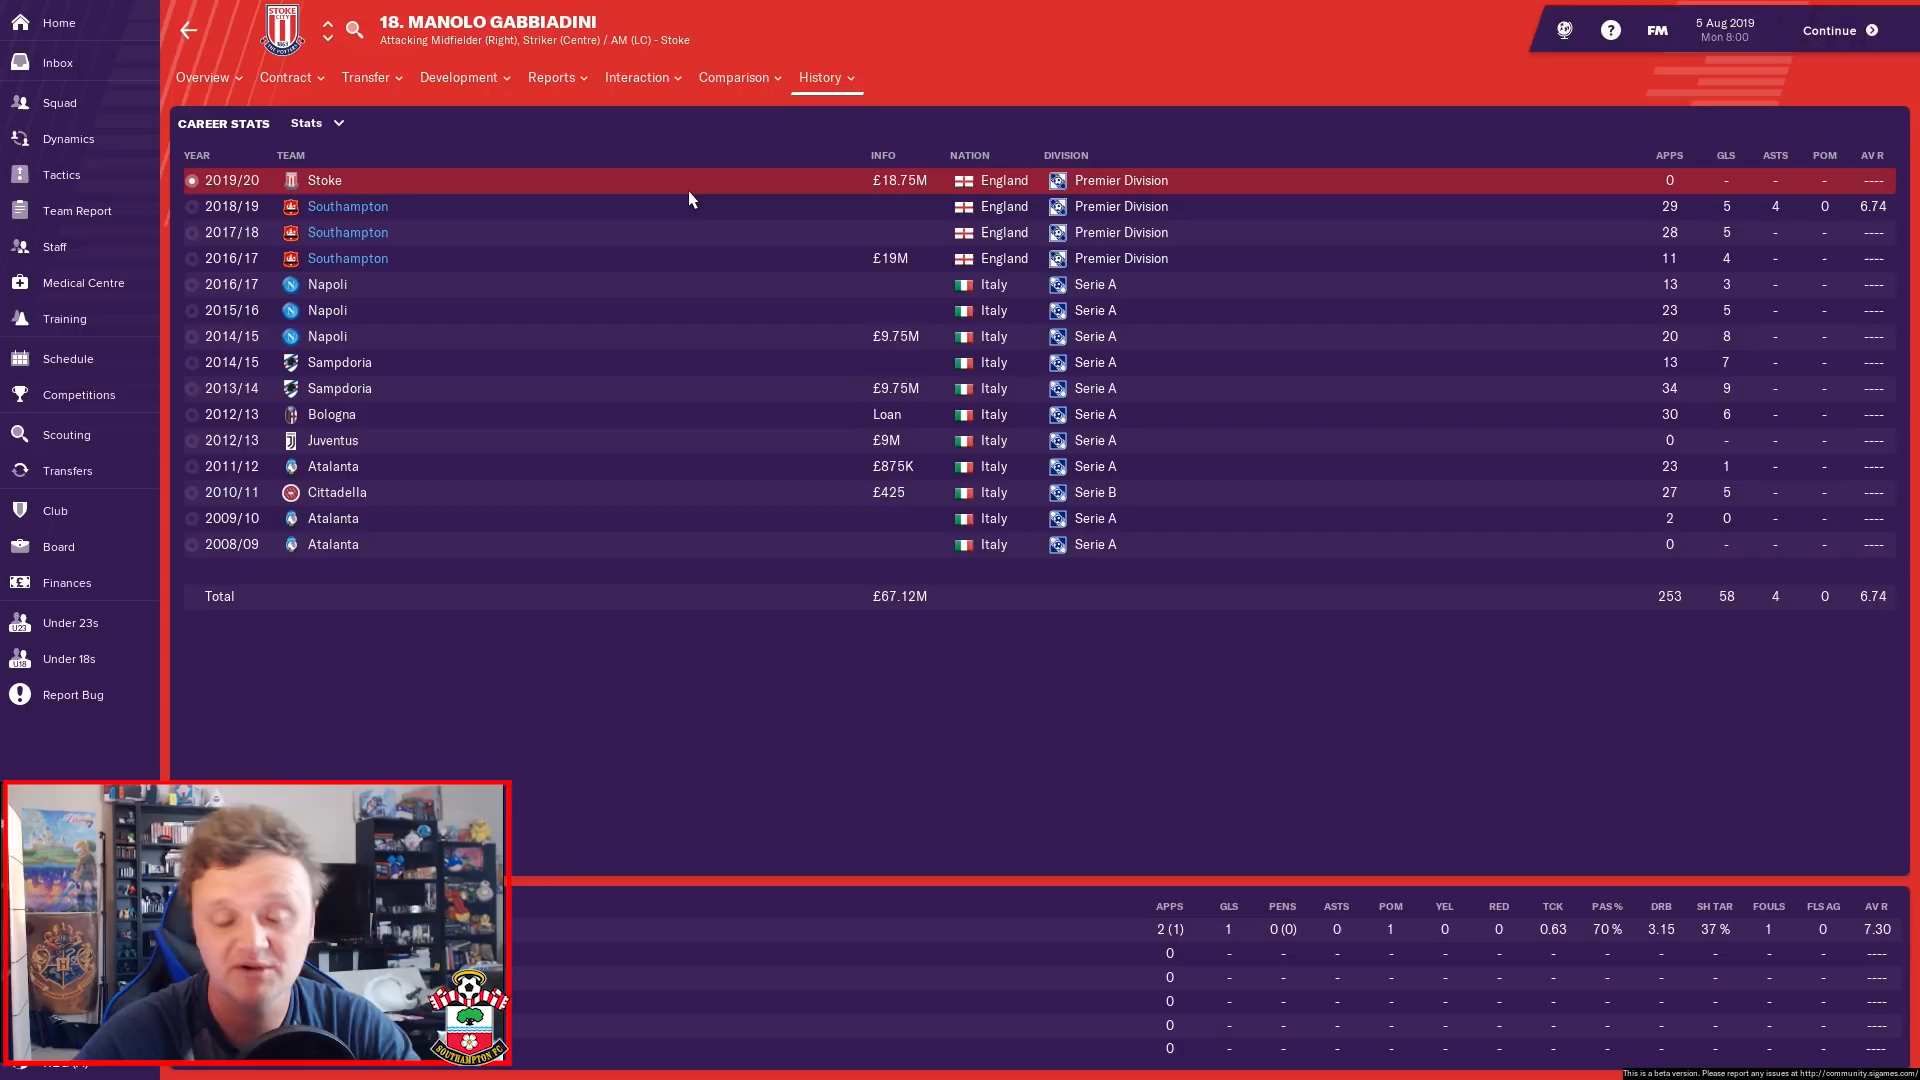 Home
Inbox
Squad
Dynamics
Tactics
Team Report
Staff
Medical Centre
Training
Schedule
Competitions
Scouting
Transfers
Club
Board
Finances
U23 Under 23s
U18 Under 18s
Report Bug
STOKE CITY
18. MANOLO GABBIADINI
Attacking Midfielder (Right), Striker (Centre) / AM (LC) - Stoke
? FM 5 Aug 2019 Continue
Mon 8:00
Overview Contract Transfer Development Reports Interaction Comparison History
CAREER STATS Stats
YEAR TEAM INFO NATION DIVISION APPS GLS ASTS POM AV R
2019/20 Stoke £18.75M England Premier Division 0 - - - ----
2018/19 Southampton England Premier Division 29 5 4 0 6.74
2017/18 Southampton England Premier Division 28 5 - - ----
2016/17 Southampton £19M England Premier Division 11 4 - - ----
2016/17 Napoli Italy Serie A 13 3 - - ----
2015/16 Napoli Italy Serie A 23 5 - - ----
2014/15 Napoli £9.75M Italy Serie A 20 8 - - ----
2014/15 Sampdoria Italy Serie A 13 7 - - ----
2013/14 Sampdoria £9.75M Italy Serie A 34 9 - - ----
2012/13 Bologna Loan Italy Serie A 30 6 - - ----
2012/13 Juventus £9M Italy Serie A 0 - - - ----
2011/12 Atalanta £875K Italy Serie A 23 1 - - ----
2010/11 Cittadella £425 Italy Serie B 27 5 - - ----
2009/10 Atalanta Italy Serie A 2 0 - - ----
2008/09 Atalanta Italy Serie A 0 - - - ----
Total £67.12M 253 58 4 0 6.74
APPS GLS PENS ASTS POM YEL RED TCK PAS % DRB SH TAR FOULS FLS AG AV R
2 (1) 1 0 (0) 0 1 0 0 0.63 70 % 3.15 37 % 1 0 7.30
0 - - - - - - - - - - - - ----
0 - - - - - - - - - - - - ----
0 - - - - - - - - - - - - ----
0 - - - - - - - - - - - - ----
0 - - - - - - - - - - - - ----
SOUTHAMPTON FC
This is a beta version. Please report any issues at http://community.sigames.com/